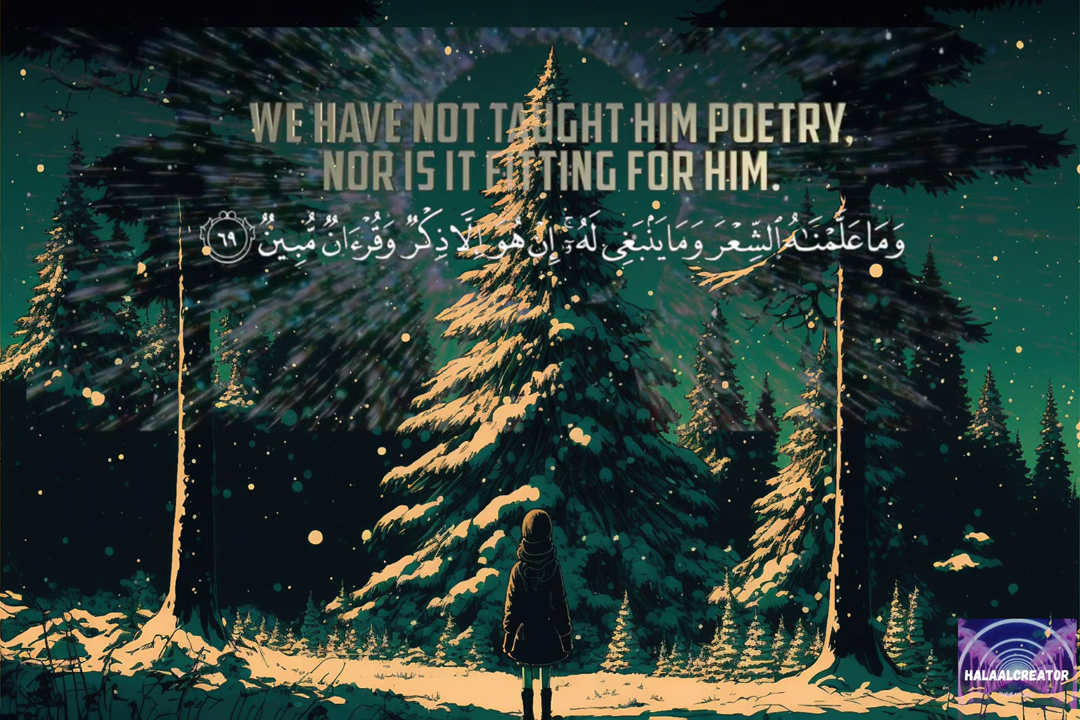 WE HAVE NOT TAUGHT HIM POETRY,
NOR IS IT FITTING FOR HIM.
وَمَا عَلَّمْنَـٰهُ ٱلشِّعْرَ وَمَا يَنۢبَغِى لَهُۥٓ ۚ إِنْ هُوَ إِلَّا ذِكْرٌ وَقُرْءَانٌ مُّبِينٌ ٦٩
HALAALCREATOR